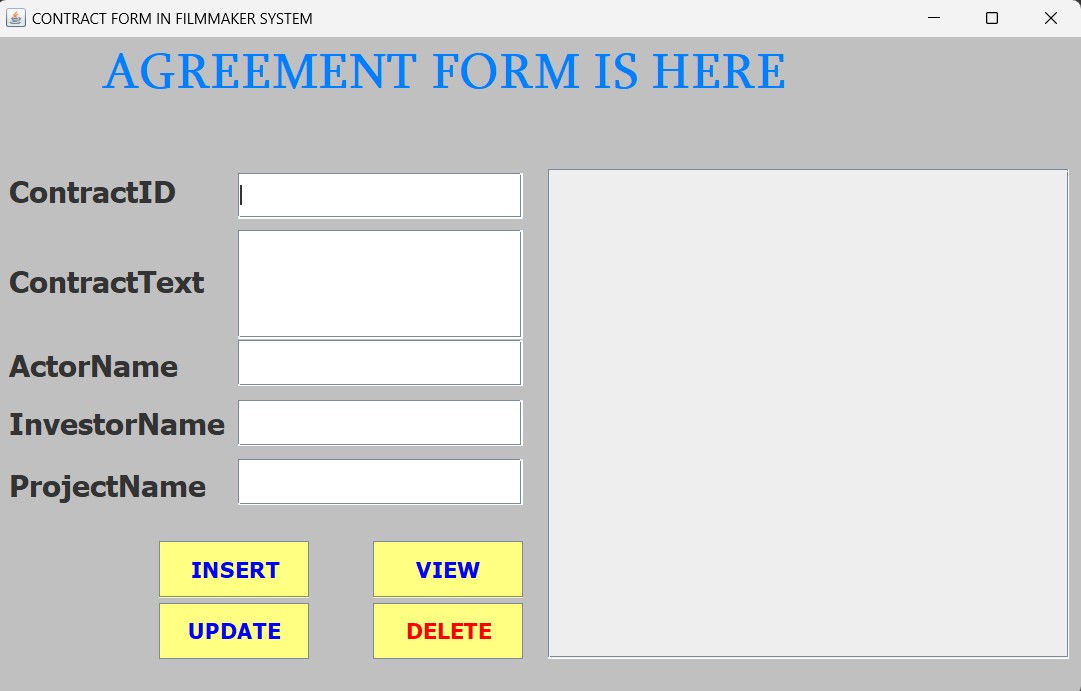 CONTRACT FORM IN FILMMAKER SYSTEM
AGREEMENT FORM IS HERE
ContractID
ContractText
ActorName
InvestorName
ProjectName
INSERT
VIEW
UPDATE
DELETE